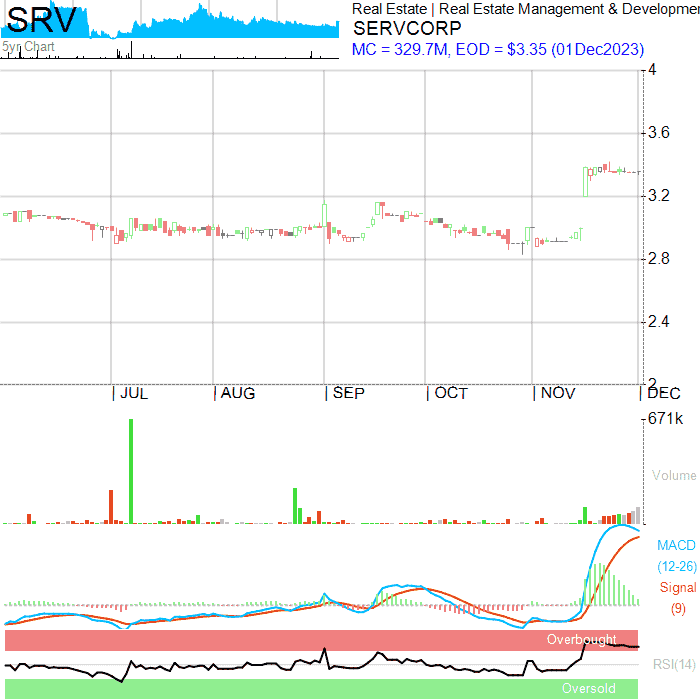 SRV
Real Estate | Real Estate Management & Developmen
SERVCORP
5yr Chart
MC = 329.7M, EOD = $3.35 (01Dec2023)
4
3.6
3.2
2.8
2.4
2
JUL AUG SEP OCT NOV DEC
671k
Volume
MACD
(12-26)
Signal
(9)
Overbought
RSI(14)
Oversold